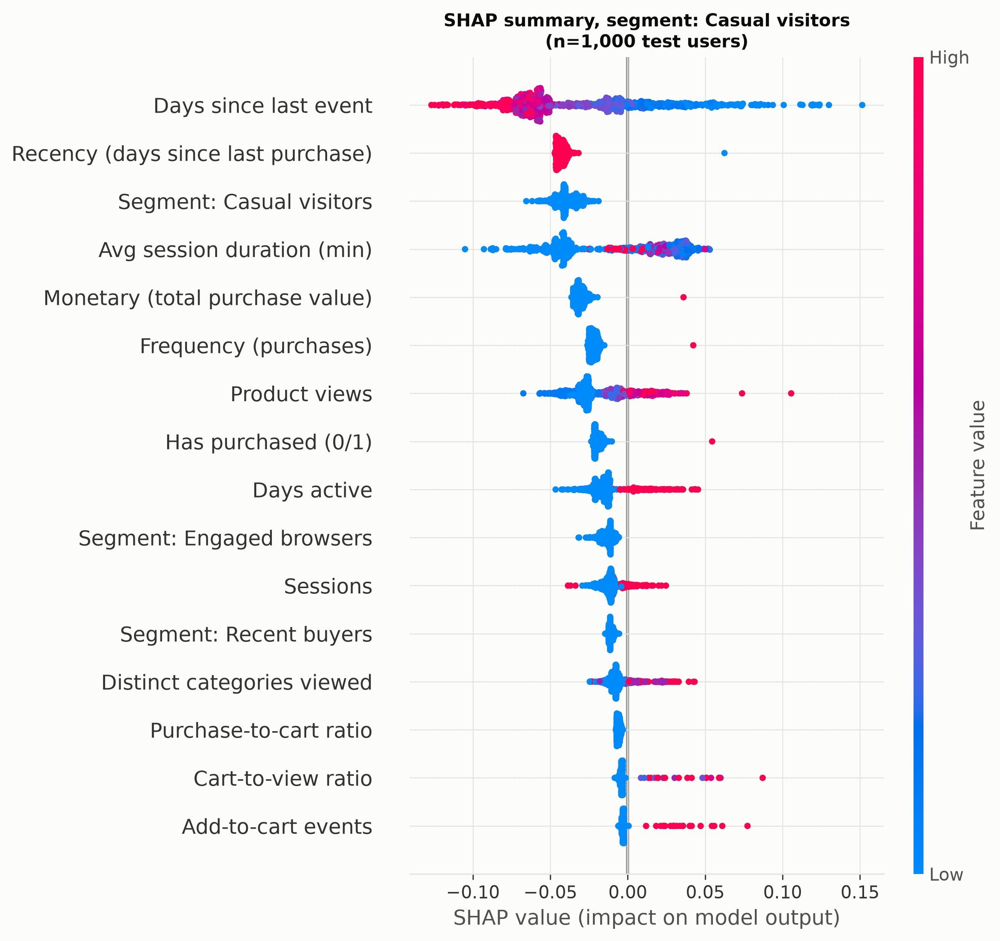 SHAP summary, segment: Casual visitors
(n=1,000 test users)
High
Days since last event
Recency (days since last purchase)
Segment: Casual visitors
Avg session duration (min)
Monetary (total purchase value)
Frequency (purchases)
Product views
Has purchased (0/1)
Days active
Segment: Engaged browsers
Sessions
Segment: Recent buyers
Distinct categories viewed
Purchase-to-cart ratio
Cart-to-view ratio
Add-to-cart events
Feature value
Low
−0.10 −0.05 0.00 0.05 0.10 0.15
SHAP value (impact on model output)